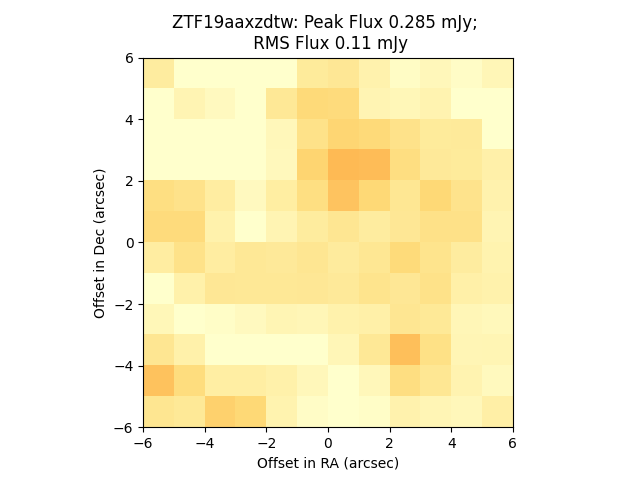 ZTF19aaxzdtw: Peak Flux 0.285 mJy;
RMS Flux 0.11 mJy
6
4
2
0
−2
−4
−6
Offset in Dec (arcsec)
−6 −4 −2 0 2 4 6
Offset in RA (arcsec)